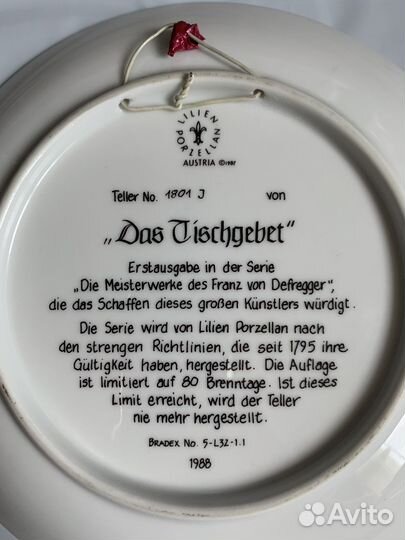 LILIEN
PORZELLAN
AUSTRIA ©1987
Teller No. 1801 J von
„Das Tischgebet"
Erstausgabe in der Serie
„Die Meisterwerke des Franz von Defregger",
die das Schaffen dieses großen Künstlers würdigt.
Die Serie wird von Lilien Porzellan nach
den strengen Richtlinien, die seit 1795 ihre
Gültigkeit haben, hergestellt. Die Auflage
ist limitiert auf 80 Brenntage. Ist dieses
Limit erreicht, wird der Teller
nie mehr hergestellt.
BRADEX NO. 5-L32-1.1
1988
Avito